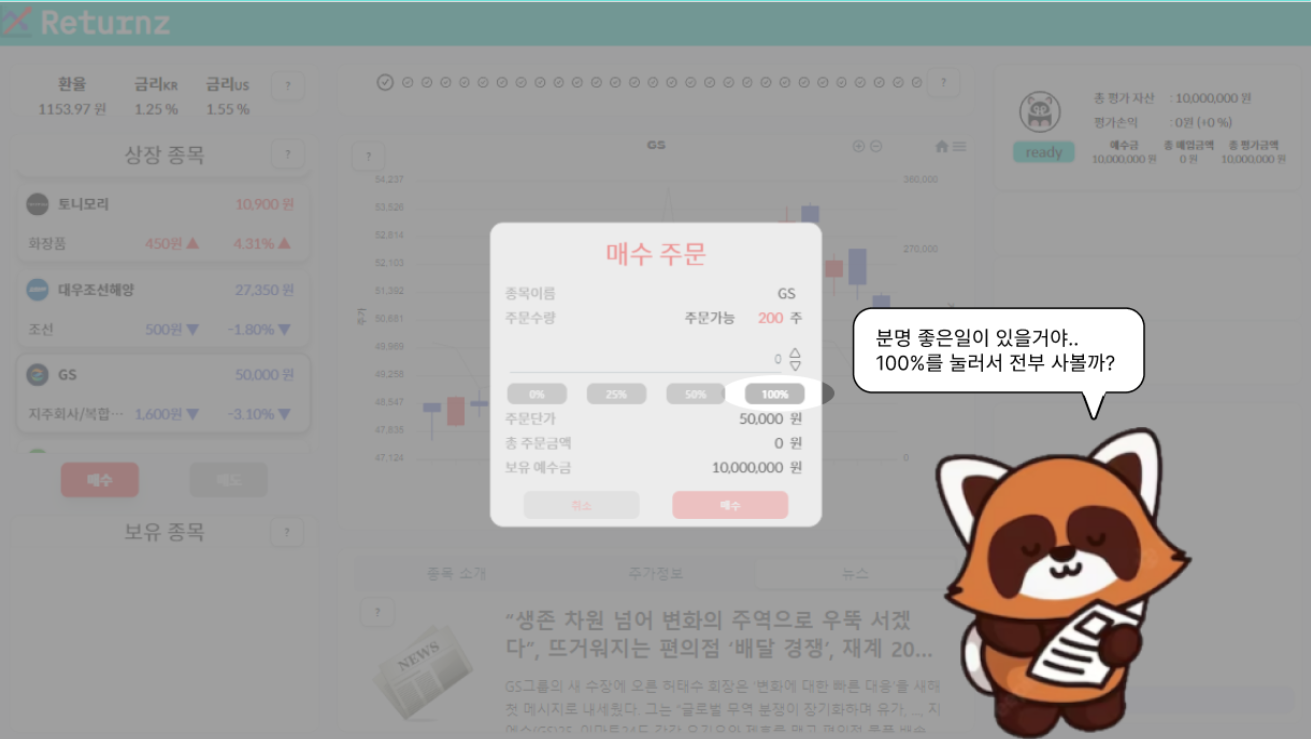 Returnz
환율 금리KR 금리US ?
1153.97 원 1.25 % 1.55 %
상장 종목 ?
토니모리 10,900 원
화장품 450원 ▲ 4.31% ▲
대우조선해양 27,350 원
조선 500원 ▼ -1.80% ▼
GS 50,000 원
지주회사/복합… 1,600원 ▼ -3.10% ▼
매수 매도
보유 종목 ?
?
? GS
54,237
53,526
52,814
52,103
51,392
50,681
49,969
49,258
48,547
47,835
47,124
주가
360,000
270,000
0
매수 주문
종목이름 GS
주문수량 주문가능 200 주
0
0% 25% 50% 100%
주문단가 50,000 원
총 주문금액 0 원
보유 예수금 10,000,000 원
취소 매수
종목 소개 주가정보 뉴스
?
NEWS
“생존 차원 넘어 변화의 주역으로 우뚝 서겠
다”, 뜨거워지는 편의점 ‘배달 경쟁’, 재계 20...
GS그룹의 새 수장에 오른 허태수 회장은 ‘변화에 대한 빠른 대응’을 새해
첫 메시지로 내세웠다. 그는 “글로벌 무역 분쟁이 장기화하며 유가, ..., 지
총 평가 자산 : 10,000,000 원
평가손익 : 0원 (+0 %)
ready
예수금 총 매입금액 총 평가금액
10,000,000 원 0 원 10,000,000 원
분명 좋은일이 있을거야..
100%를 눌러서 전부 사볼까?